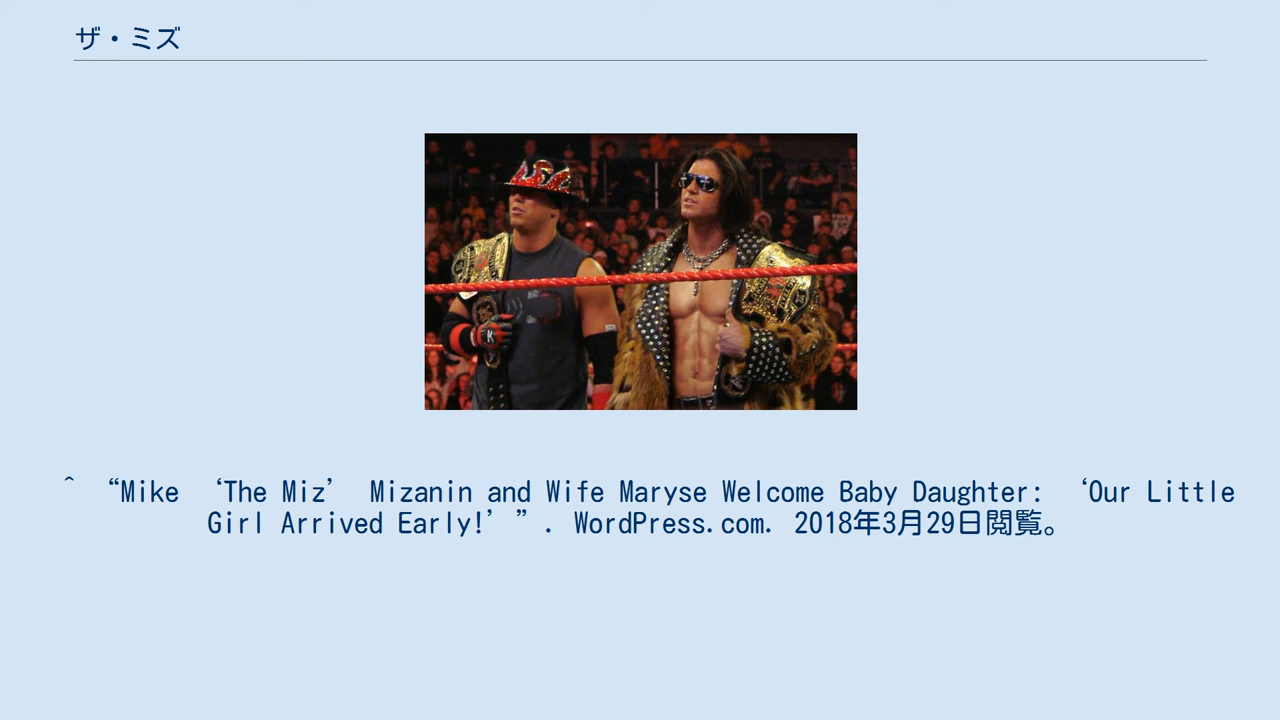 ザ・ミズ
^ “Mike ‘The Miz’ Mizanin and Wife Maryse Welcome Baby Daughter: ‘Our Little
Girl Arrived Early!’”. WordPress.com. 2018年3月29日閲覧。